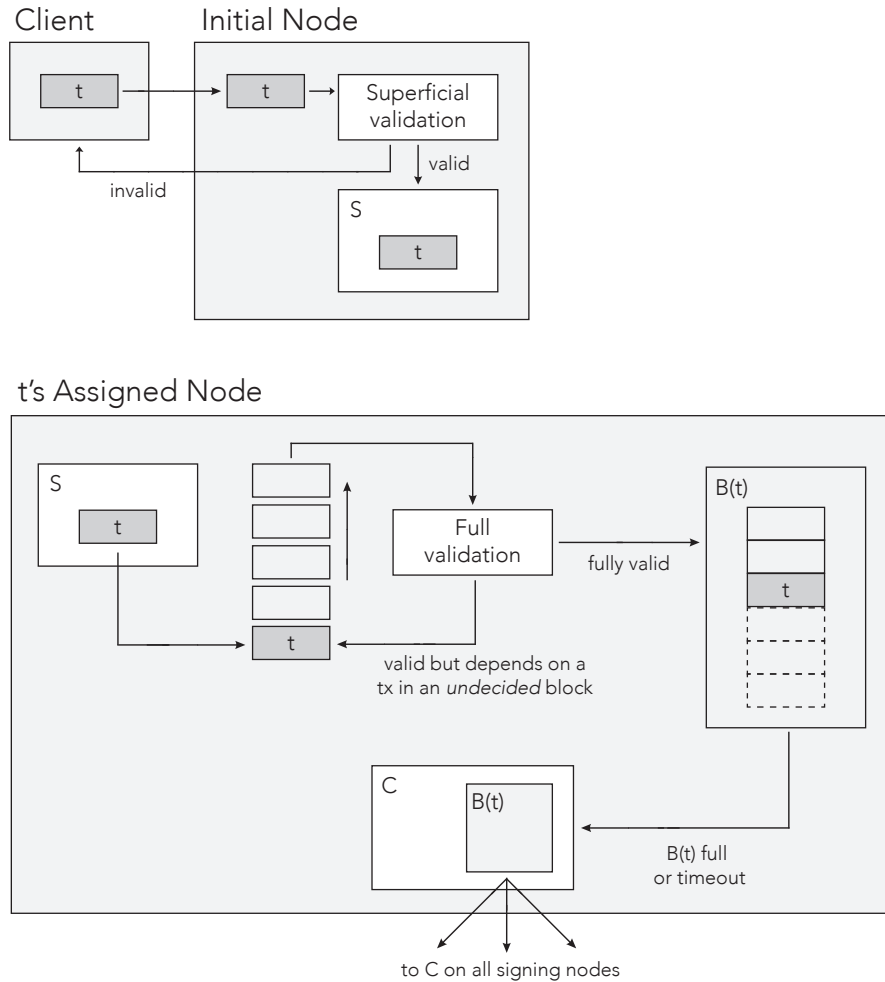 Client
Initial Node
t
t
Superficial
validation
invalid
valid
S
t
t's Assigned Node
S
t
t
Full
validation
fully valid
valid but depends on a
tx in an undecided block
B(t)
t
C
B(t)
B(t) full
or timeout
to C on all signing nodes